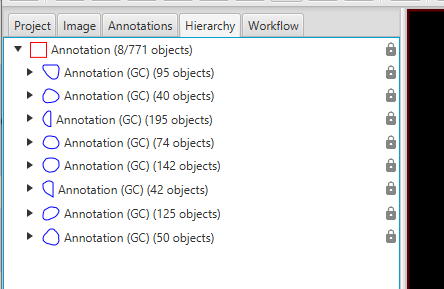 Project Image Annotations Hierarchy Workflow
Annotation (8/771 objects)
Annotation (GC) (95 objects)
Annotation (GC) (40 objects)
Annotation (GC) (195 objects)
Annotation (GC) (74 objects)
Annotation (GC) (142 objects)
Annotation (GC) (42 objects)
Annotation (GC) (125 objects)
Annotation (GC) (50 objects)